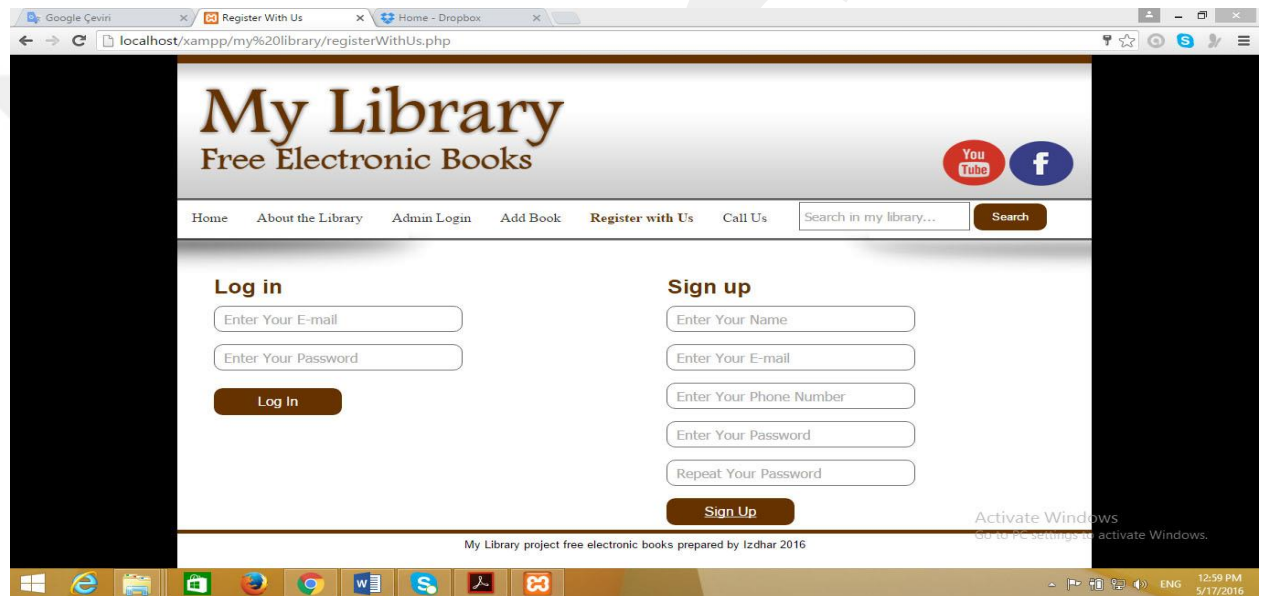 Google Çeviri
Register With Us
Home - Dropbox
localhost/xampp/my%20library/registerWithUs.php
My Library
Free Electronic Books
You
Tube
f
Home About the Library Admin Login Add Book Register with Us Call Us Search in my library... Search
Log in
Enter Your E-mail
Enter Your Password
Log In
Sign up
Enter Your Name
Enter Your E-mail
Enter Your Phone Number
Enter Your Password
Repeat Your Password
Sign Up
Activate Windows
Go to PC settings to activate Windows.
My Library project free electronic books prepared by Izdhar 2016
ENG
12:59 PM
5/17/2016